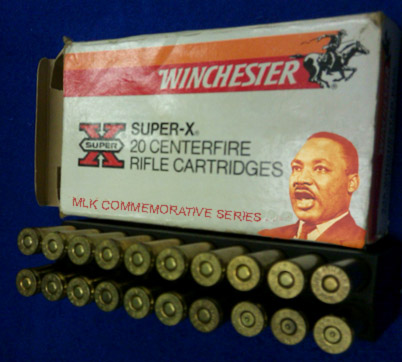 WINCHESTER
SUPER-X®
X
SUPER
20 CENTERFIRE
RIFLE CARTRIDGES
MLK COMMEMORATIVE SERIES